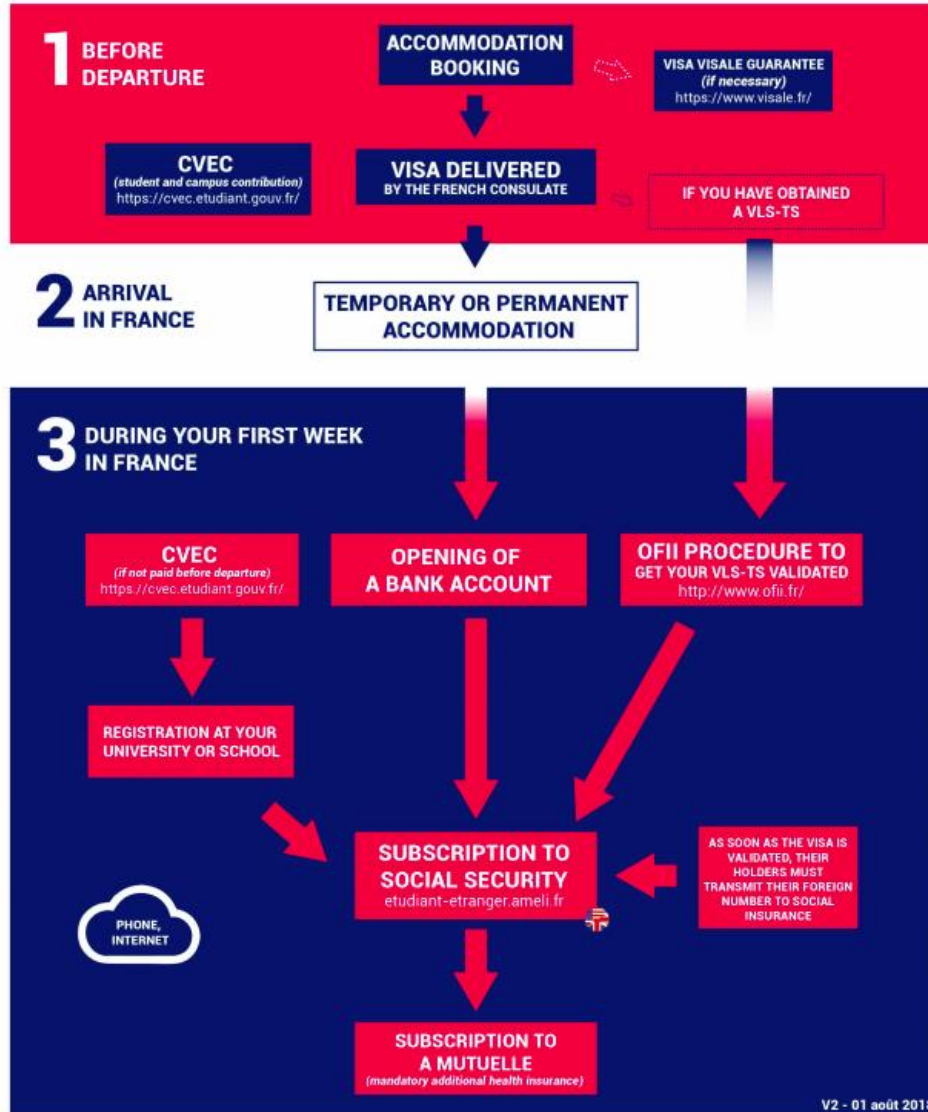 1 BEFORE
DEPARTURE
ACCOMMODATION
BOOKING
VISA VISALE GUARANTEE
(if necessary)
https://www.visale.fr/
CVEC
(student and campus contribution)
https://cvec.etudiant.gouv.fr/
VISA DELIVERED
BY THE FRENCH CONSULATE
IF YOU HAVE OBTAINED
A VLS-TS
2 ARRIVAL
IN FRANCE
TEMPORARY OR PERMANENT
ACCOMMODATION
3 DURING YOUR FIRST WEEK
IN FRANCE
CVEC
(if not paid before departure)
https://cvec.etudiant.gouv.fr/
OPENING OF
A BANK ACCOUNT
OFII PROCEDURE TO
GET YOUR VLS-TS VALIDATED
http://www.ofii.fr/
REGISTRATION AT YOUR
UNIVERSITY OR SCHOOL
SUBSCRIPTION TO
SOCIAL SECURITY
etudiant-etranger.ameli.fr
AS SOON AS THE VISA IS
VALIDATED, THEIR
HOLDERS MUST
TRANSMIT THEIR FOREIGN
NUMBER TO SOCIAL
INSURANCE
PHONE,
INTERNET
SUBSCRIPTION TO
A MUTUELLE
(mandatory additional health insurance)
V2 - 01 août 2018